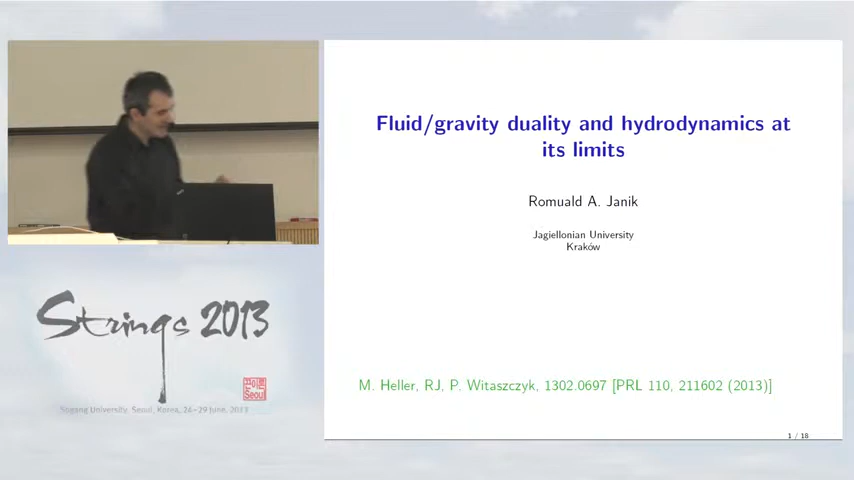 Fluid/gravity duality and hydrodynamics at
its limits
Romuald A. Janik
Jagiellonian University
Kraków
M. Heller, RJ, P. Witaszczyk, 1302.0697 [PRL 110, 211602 (2013)]
1 / 18
Strings 2013
Seoul
Sogang University, Seoul, Korea, 24-29 June, 2013